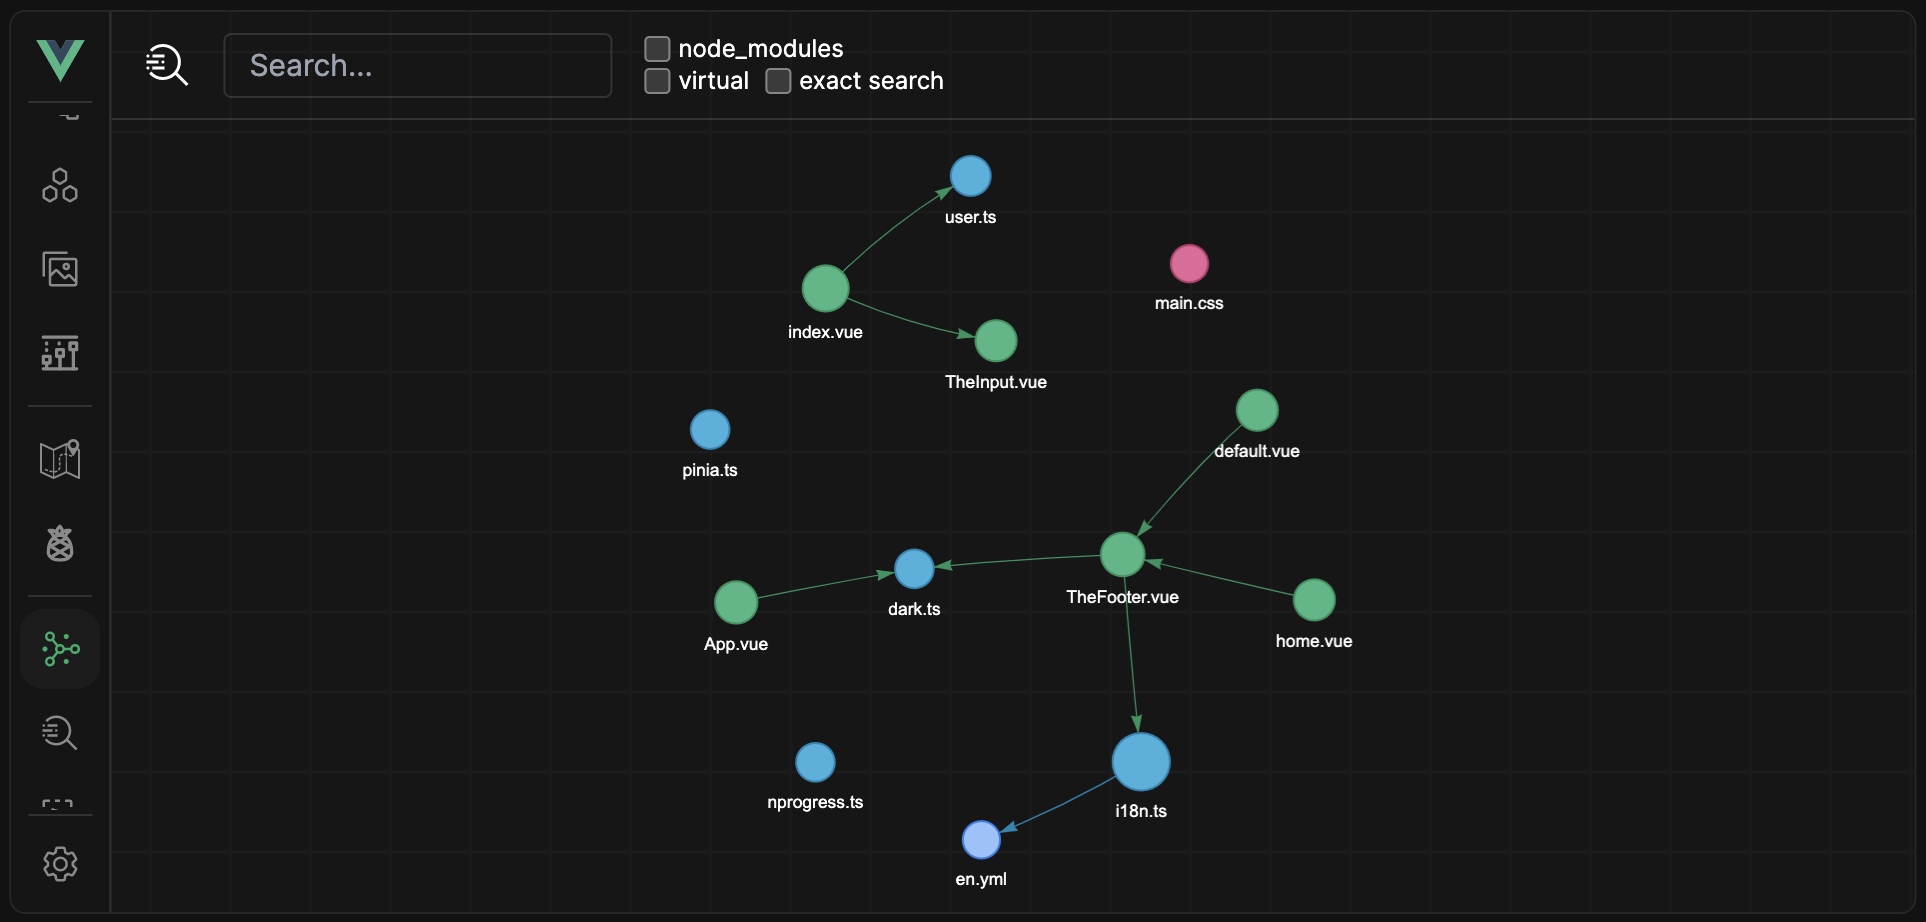 Search...
node_modules
virtual
exact search
user.ts
main.css
index.vue
TheInput.vue
default.vue
pinia.ts
TheFooter.vue
dark.ts
App.vue
home.vue
nprogress.ts
i18n.ts
en.yml